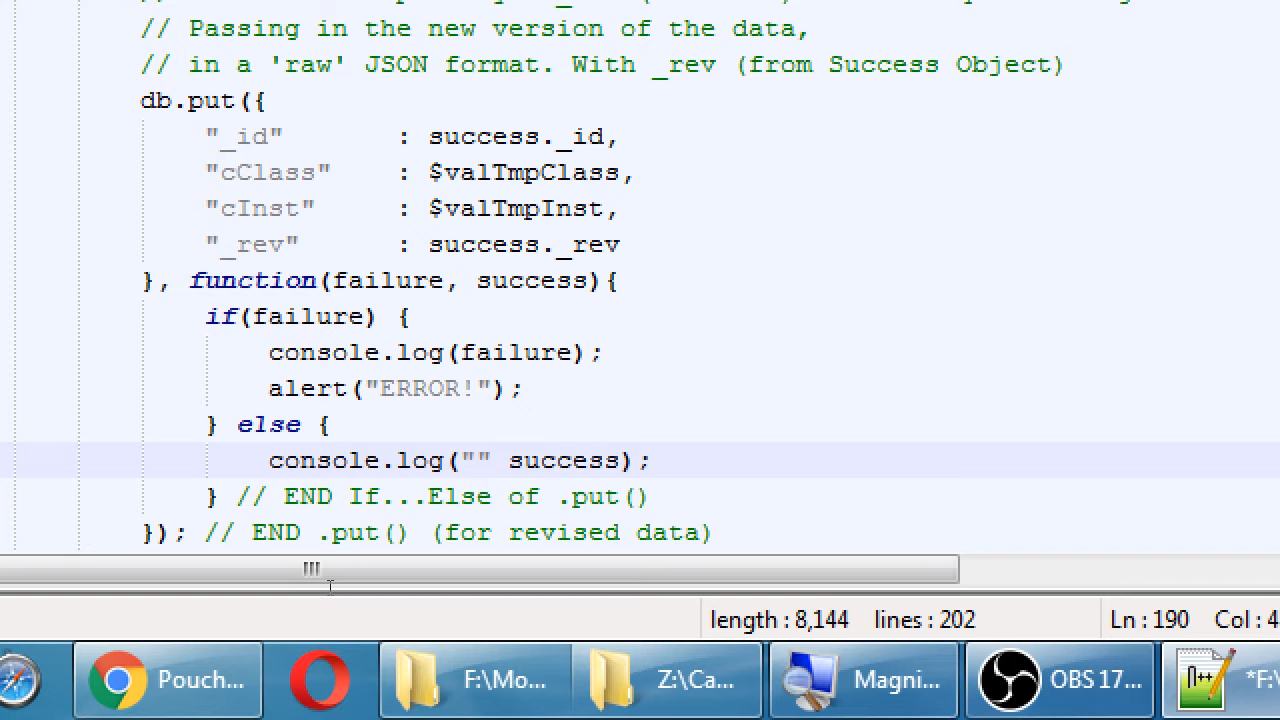 // Passing in the new version of the data,
// in a 'raw' JSON format. With _rev (from Success Object)
db.put({
"_id" : success._id,
"cClass" : $valTmpClass,
"cInst" : $valTmpInst,
"_rev" : success._rev
}, function(failure, success){
if(failure) {
console.log(failure);
alert("ERROR!");
} else {
console.log("" success);
} // END If...Else of .put()
}); // END .put() (for revised data)
length : 8,144 lines : 202 Ln : 190 Col : 4
Pouch... F:\Mo... Z:\Ca... Magni... OBS 17... *F:\